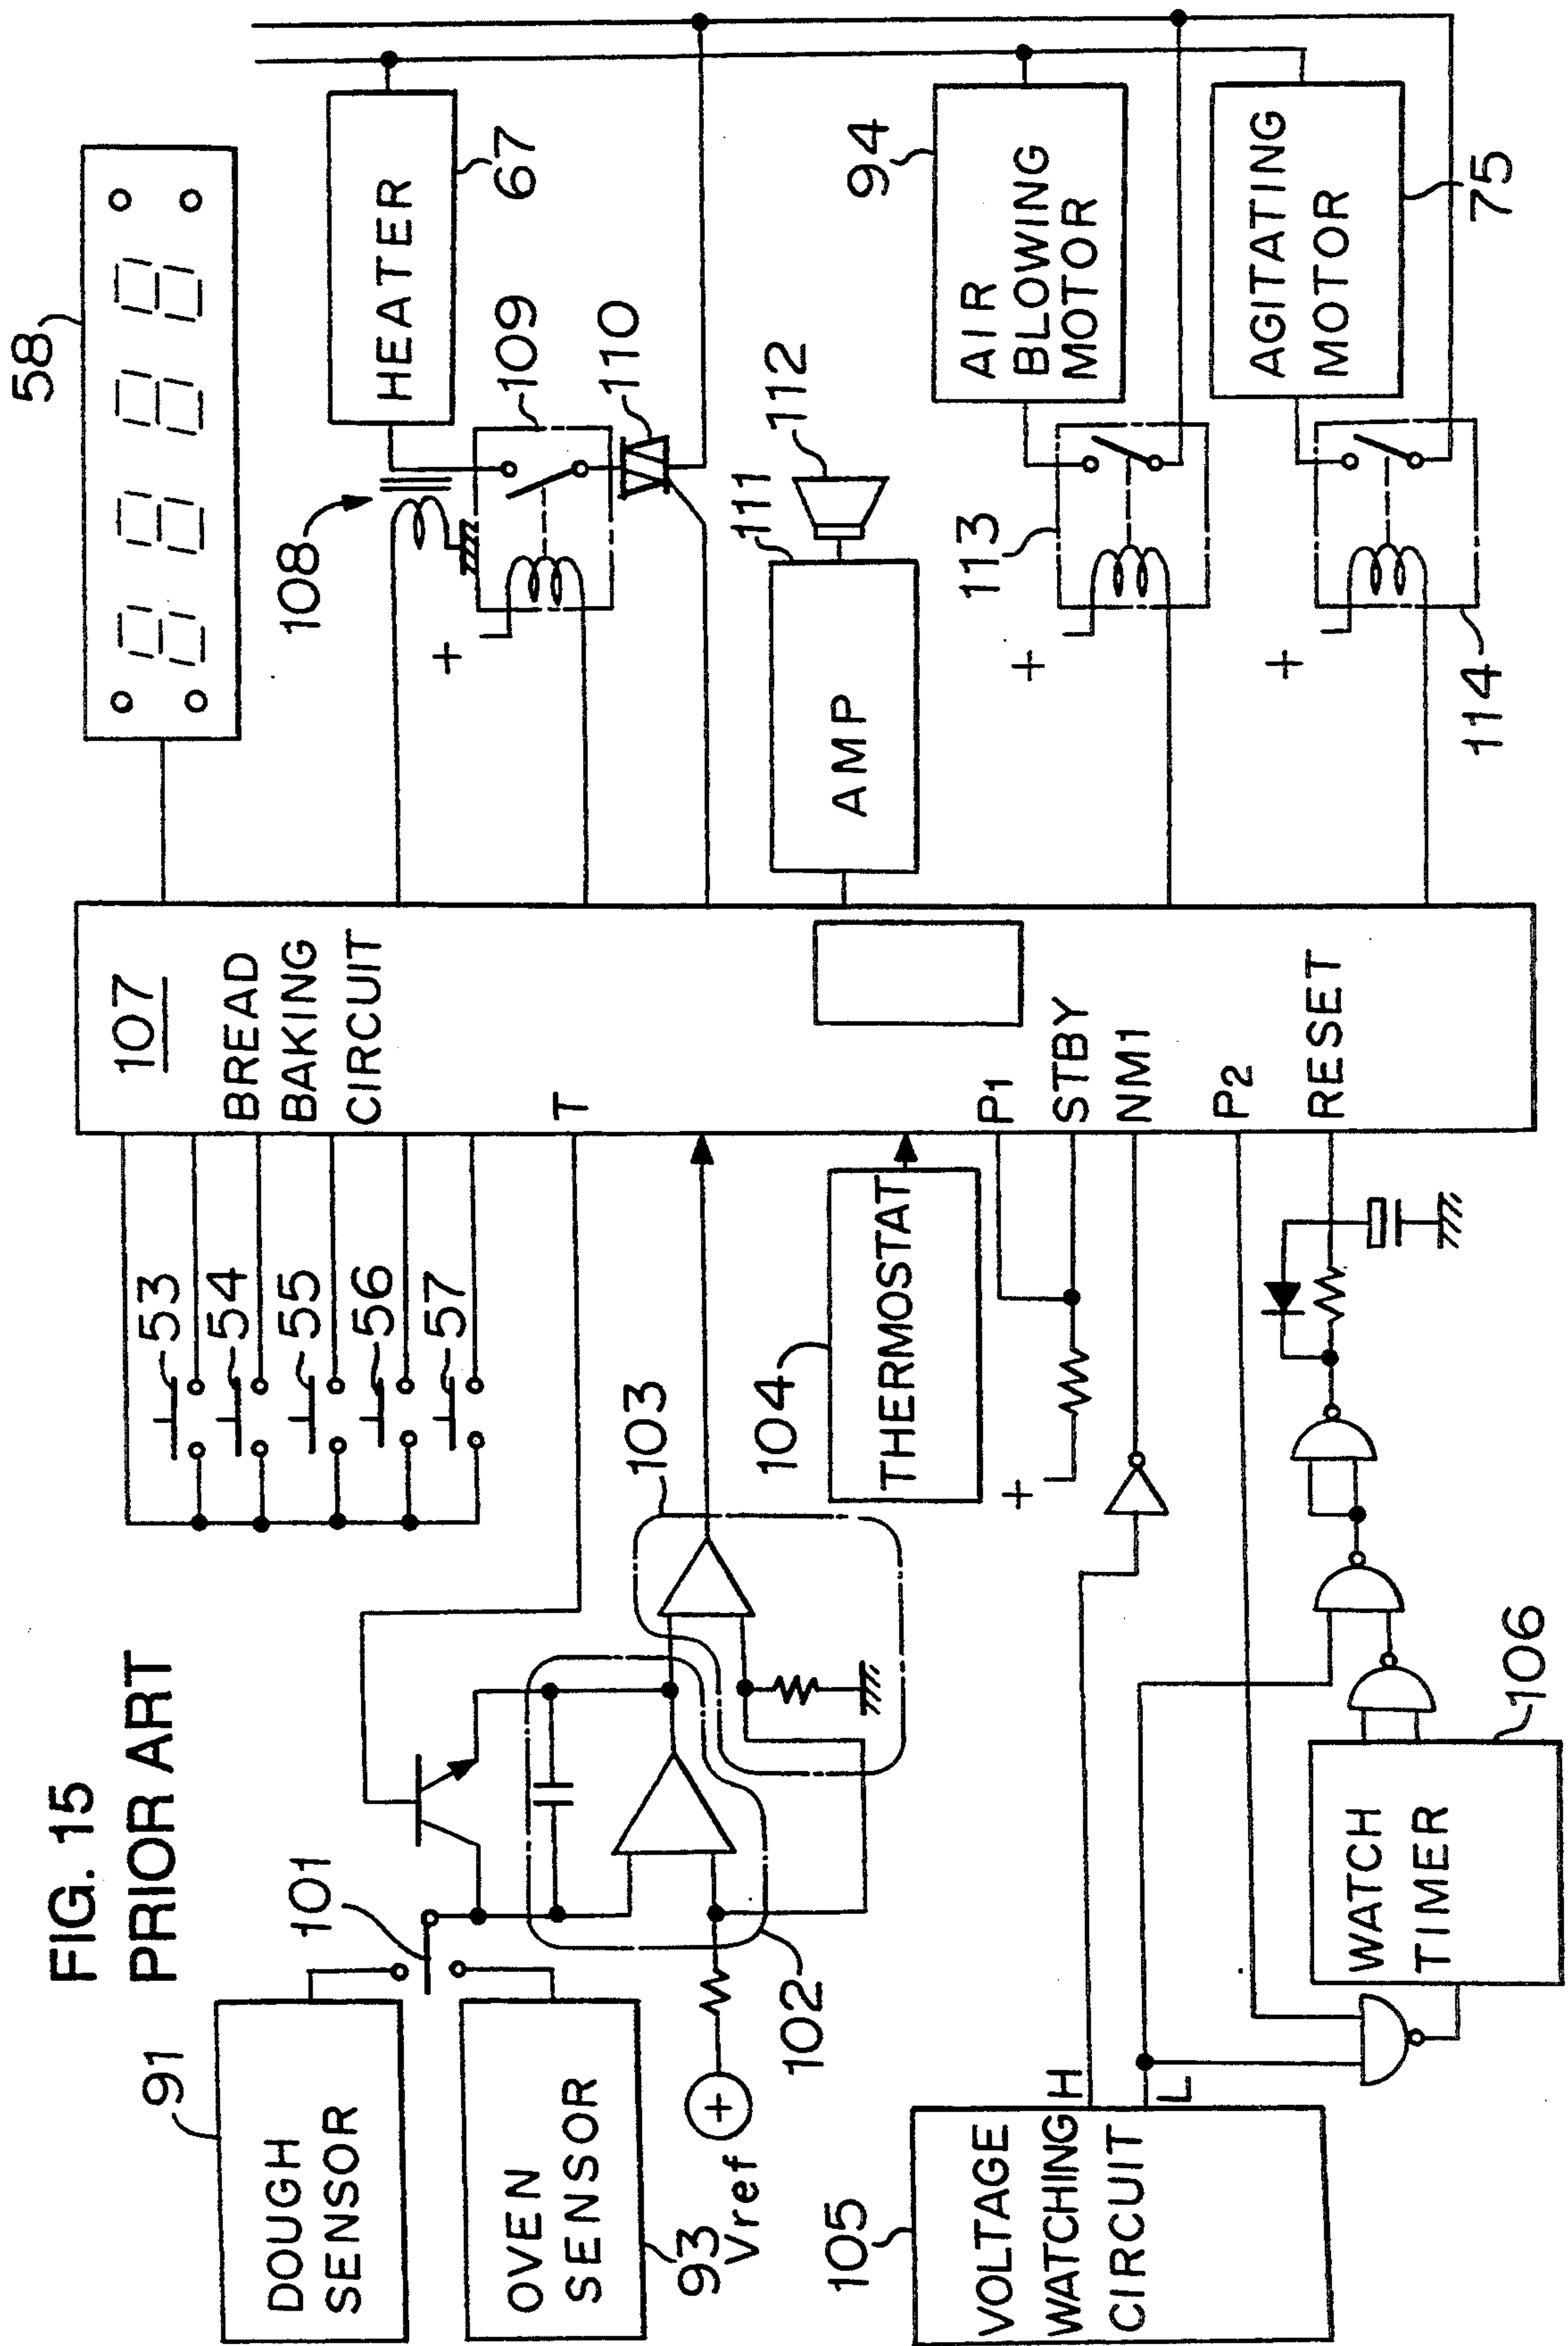 FIG. 15
PRIOR ART
91
DOUGH
SENSOR
101
OVEN
SENSOR
93
Vref
+
102
103
53
54
55
56
57
107
BREAD
BAKING
CIRCUIT
T
104
THERMOSTAT
+
P1
STBY
NM1
P2
RESET
105
VOLTAGE
WATCHING
CIRCUIT
H
L
WATCH
TIMER
106
58
108
HEATER
67
109
+
110
AMP
111
112
94
AIR
BLOWING
MOTOR
113
+
AGITATING
MOTOR
75
+
114